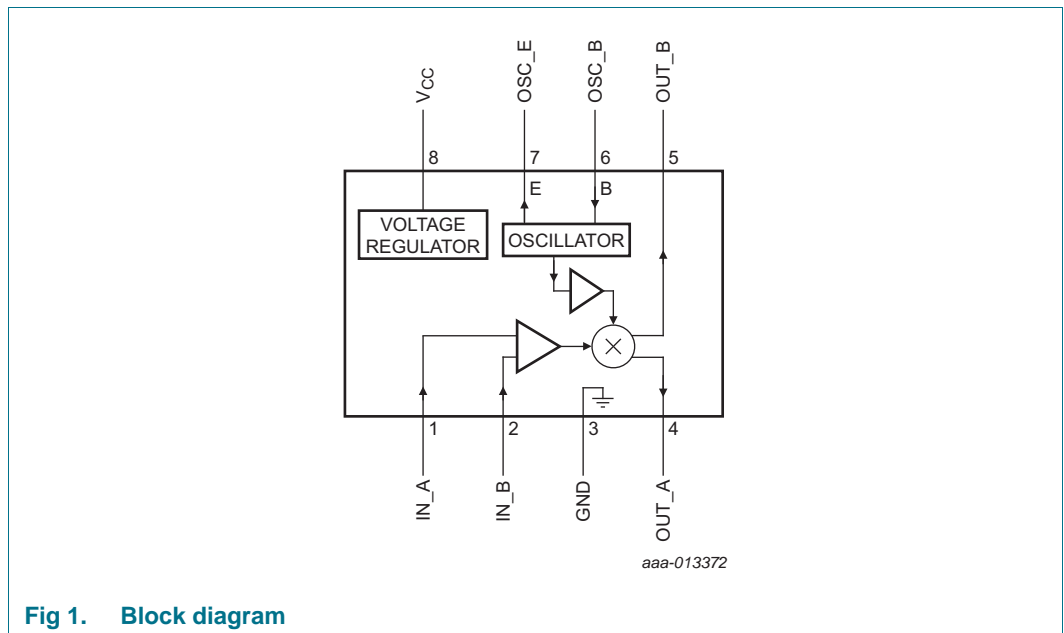 VCC
OSC_E
OSC_B
OUT_B
8
7
6
5
E
B
VOLTAGE
REGULATOR
OSCILLATOR
1
2
3
4
IN_A
IN_B
GND
OUT_A
aaa-013372
Fig 1. Block diagram